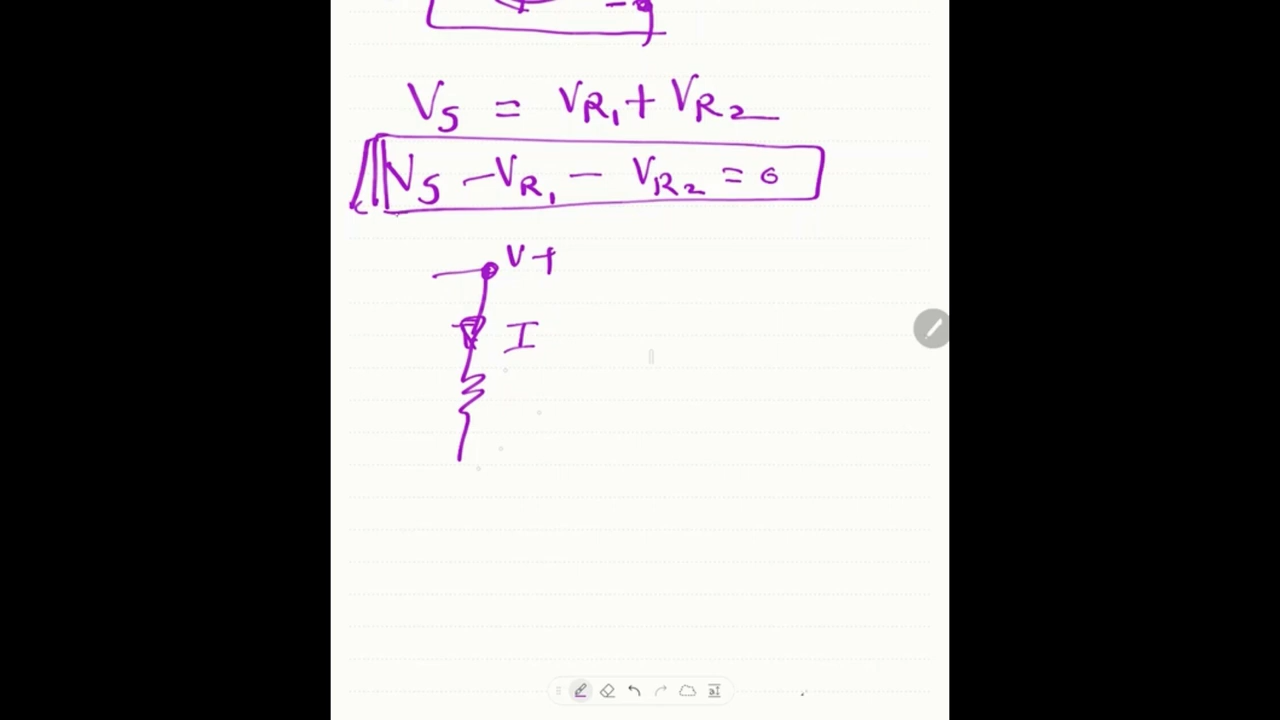 V_S = V_R1 + V_R2
V_S - V_R1 - V_R2 = 0
V+
I